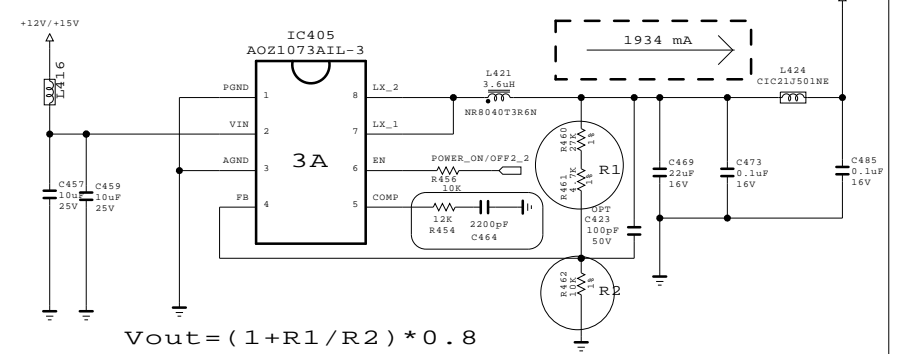 +12V/+15V
L416
IC405
AOZ1073AIL-3
PGND
1
8
LX_2
VIN
2
7
LX_1
3A
AGND
3
6
EN
FB
4
5
COMP
L421
3.6uH
NR8040T3R6N
1934 mA
L424
CIC21J501NE
POWER_ON/OFF2_2
R456
10K
12K
R454
2200pF
C464
R460
27K
1%
R461
4.7K
1%
R1
OPT
C423
100pF
50V
R462
10K
1%
R2
C457
10uF
25V
C459
10uF
25V
C469
22uF
16V
C473
0.1uF
16V
C485
0.1uF
16V
Vout=(1+R1/R2)*0.8